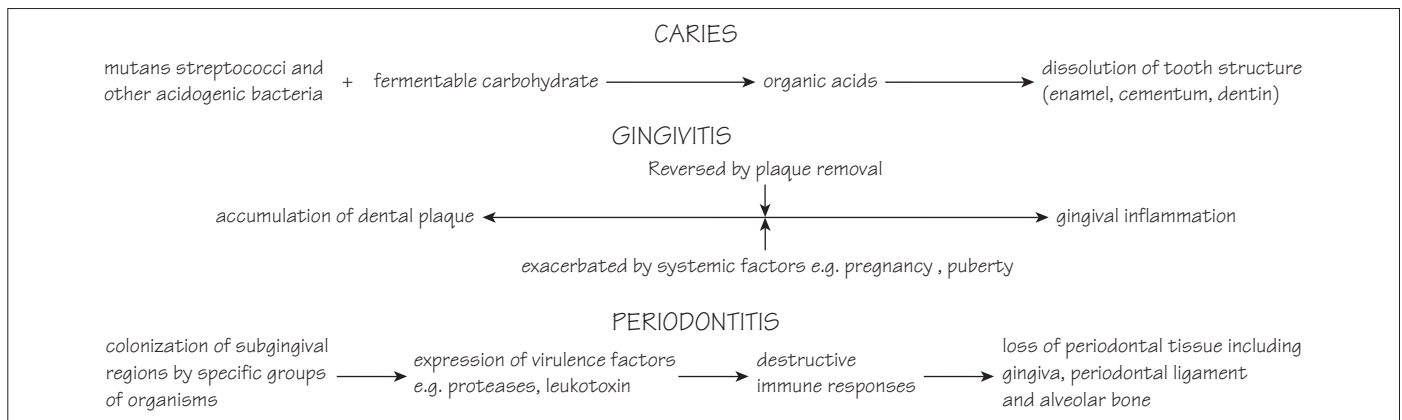 CARIES
mutans streptococci and
other acidogenic bacteria
+
fermentable carbohydrate
organic acids
dissolution of tooth structure
(enamel, cementum, dentin)
GINGIVITIS
Reversed by plaque removal
accumulation of dental plaque
gingival inflammation
exacerbated by systemic factors e.g. pregnancy , puberty
PERIODONTITIS
colonization of subgingival
regions by specific groups
of organisms
expression of virulence factors
e.g. proteases, leukotoxin
destructive
immune responses
loss of periodontal tissue including
gingiva, periodontal ligament
and alveolar bone